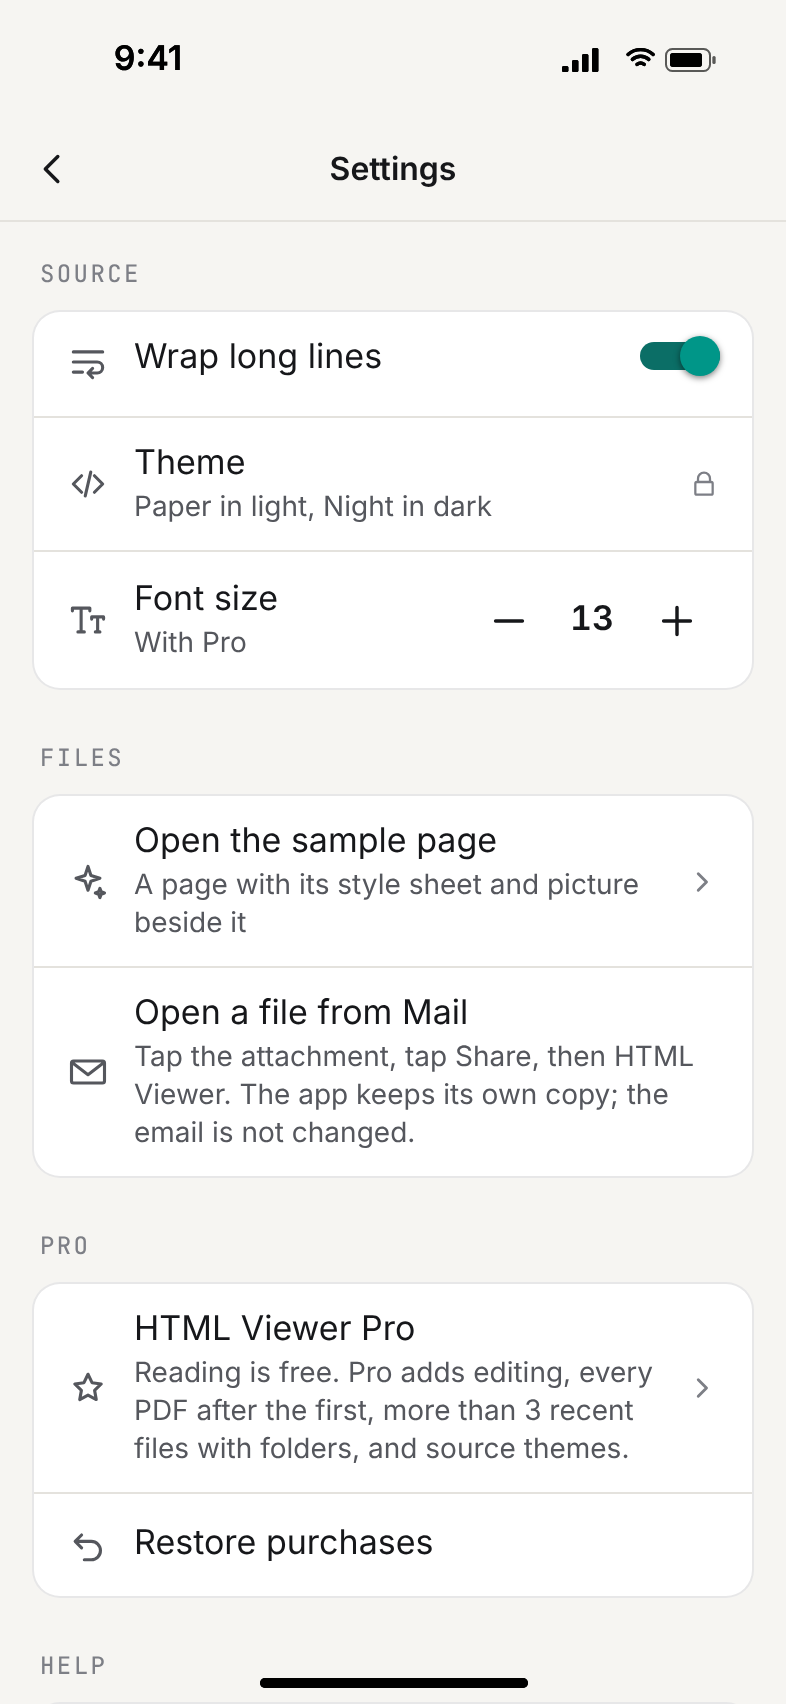 9:41
Settings
SOURCE
Wrap long lines
Theme
Paper in light, Night in dark
Font size
With Pro
13
FILES
Open the sample page
A page with its style sheet and picture
beside it
Open a file from Mail
Tap the attachment, tap Share, then HTML
Viewer. The app keeps its own copy; the
email is not changed.
PRO
HTML Viewer Pro
Reading is free. Pro adds editing, every
PDF after the first, more than 3 recent
files with folders, and source themes.
Restore purchases
HELP